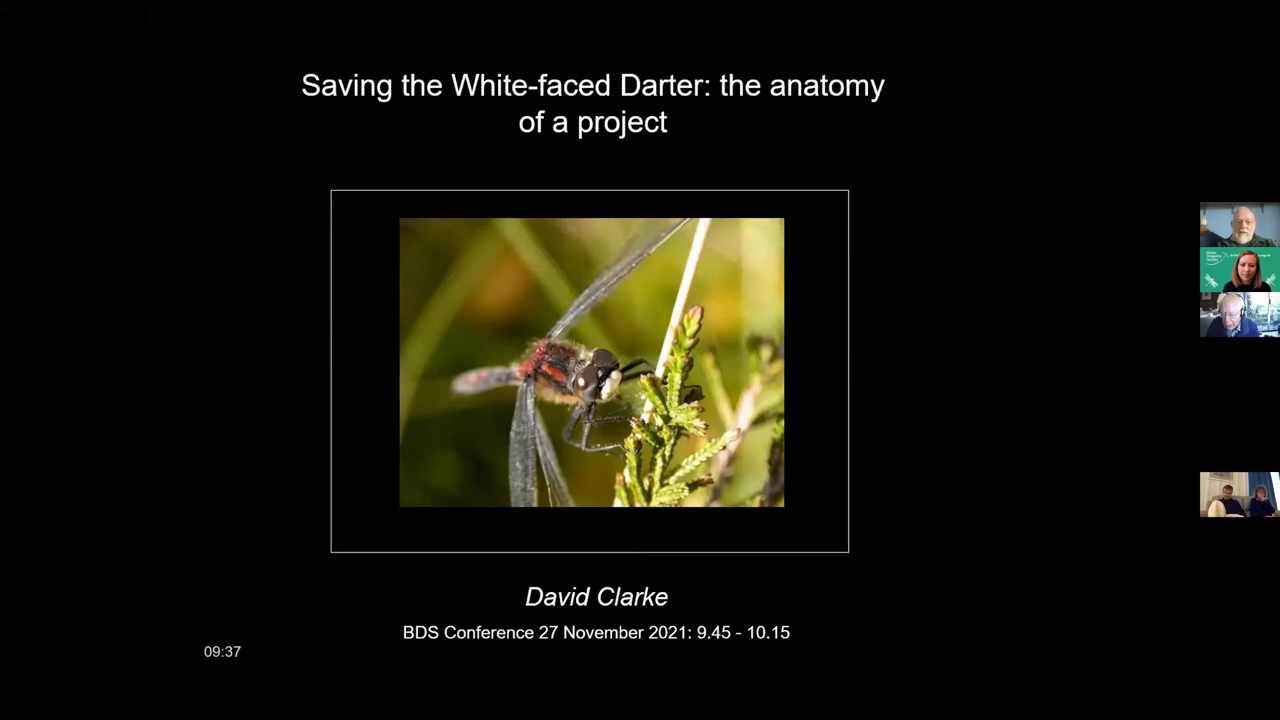 Saving the White-faced Darter: the anatomy
of a project
David Clarke
BDS Conference 27 November 2021: 9.45 - 10.15
09:37